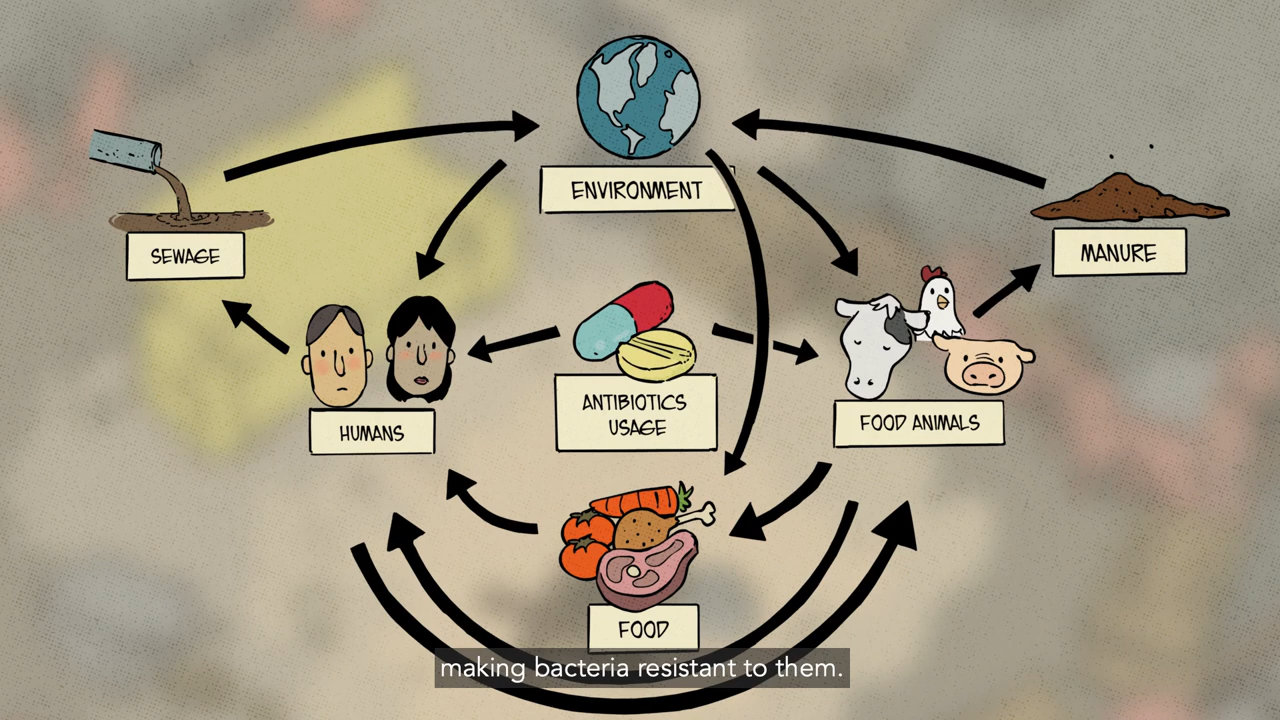 ENVIRONMENT
SEWAGE
MANURE
HUMANS
ANTIBIOTICS
USAGE
FOOD ANIMALS
FOOD
making bacteria resistant to them.